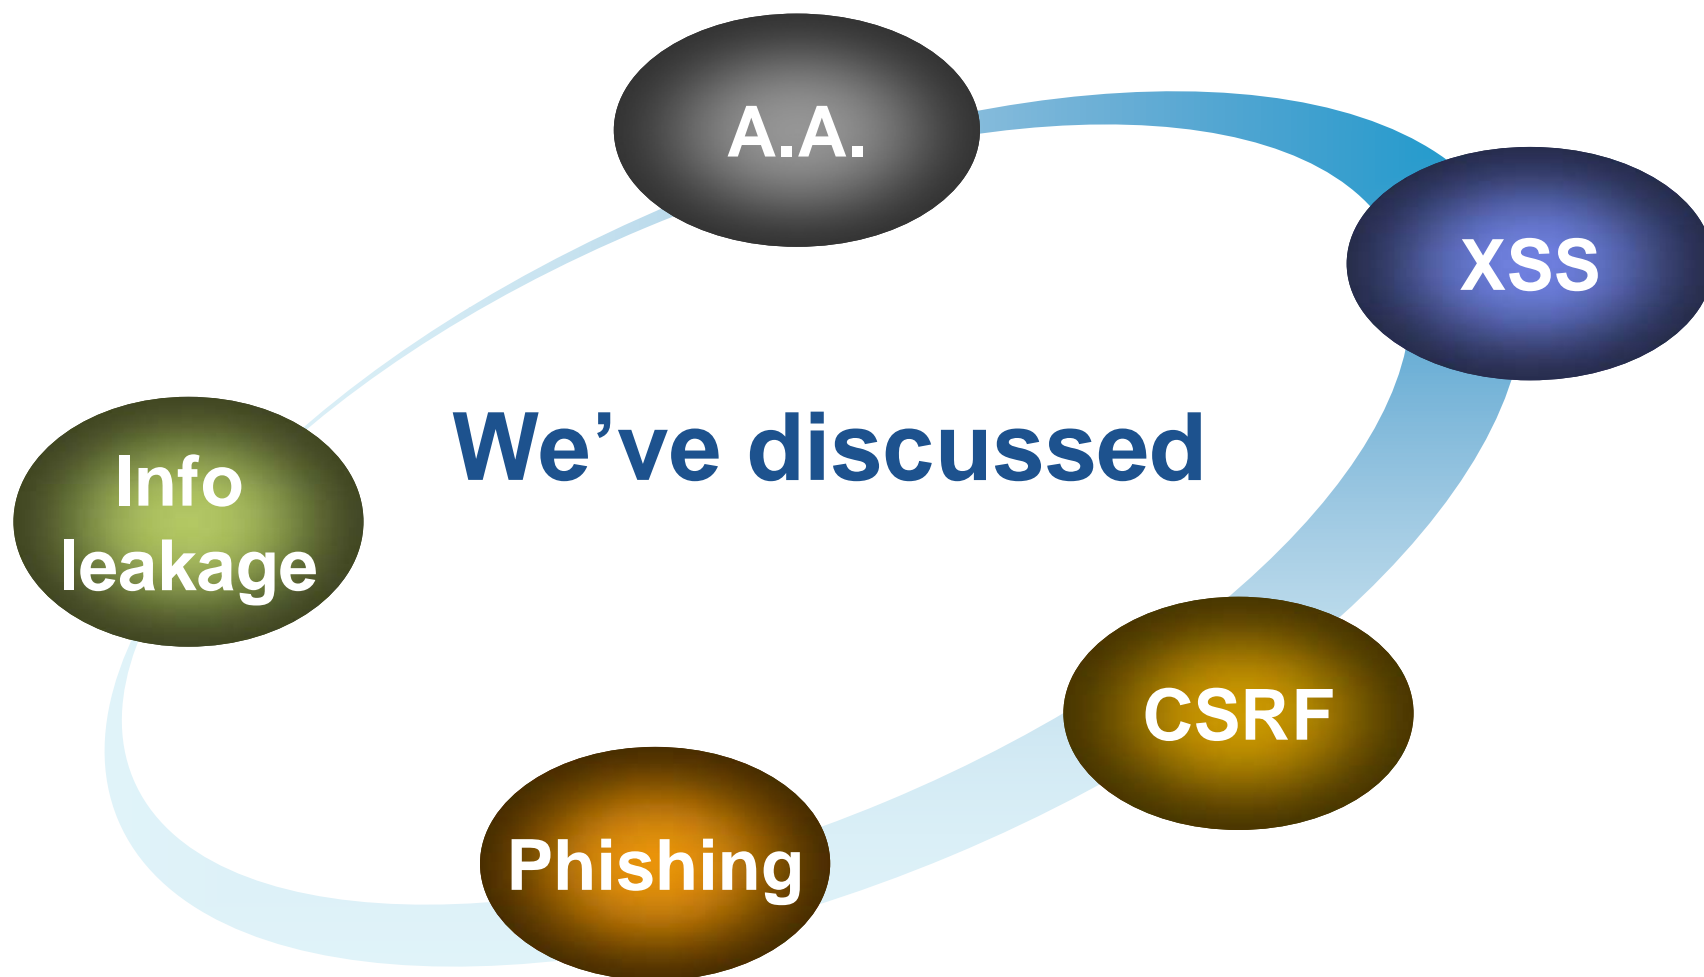 A.A.
XSS
We’ve discussed
Info
leakage
CSRF
Phishing